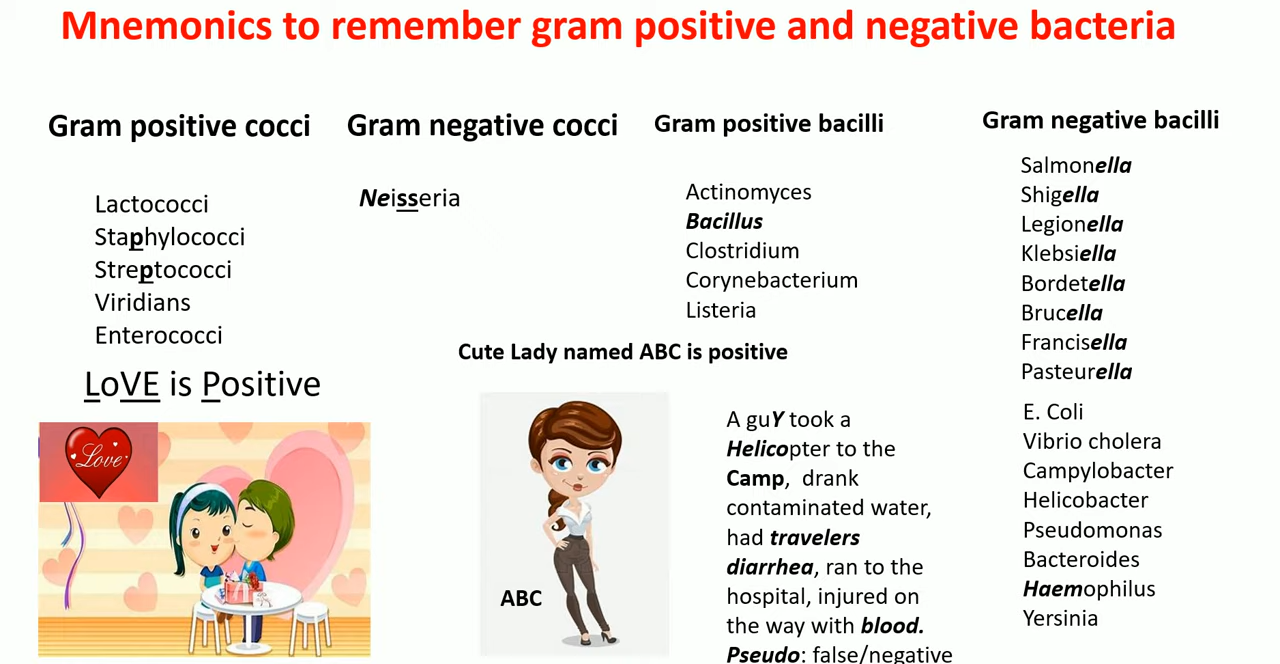 Mnemonics to remember gram positive and negative bacteria
Gram positive cocci
Lactococci
Staphylococci
Streptococci
Viridians
Enterococci
LoVE is Positive
Love
Gram negative cocci
Neisseria
Gram positive bacilli
Actinomyces
Bacillus
Clostridium
Corynebacterium
Listeria
Cute Lady named ABC is positive
ABC
A guY took a
Helicopter to the
Camp, drank
contaminated water,
had travelers
diarrhea, ran to the
hospital, injured on
the way with blood.
Pseudo: false/negative
Gram negative bacilli
Salmonella
Shigella
Legionella
Klebsiella
Bordetella
Brucella
Francisella
Pasteurella
E. Coli
Vibrio cholera
Campylobacter
Helicobacter
Pseudomonas
Bacteroides
Haemophilus
Yersinia